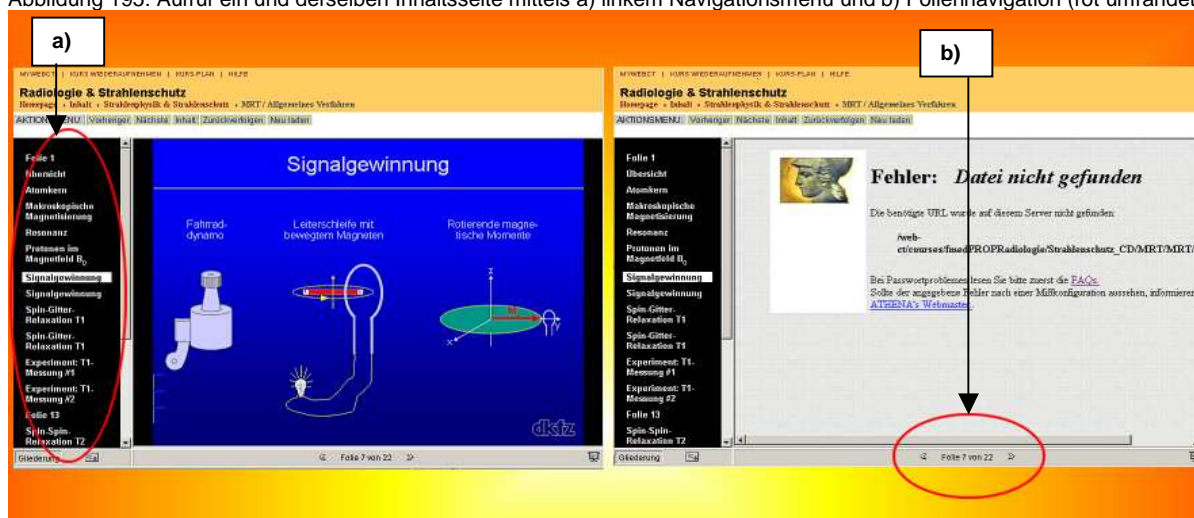 Abbildung 195: Aufruf ein und derselben Inhaltsseite mittels a) linkem Navigationsmenü und b) Foliennavigation (rot umrandet
a)
MYWEBCT | KURS WIEDERAUFNEHMEN | KURS-PLAN | HILFE
Radiologie & Strahlenschutz
Homepage › Inhalt › Strahlenphysik & Strahlenschutz › MRT / Allgemeines Verfahren
AKTIONSMENÜ: Vorheriger Nächste Inhalt Zurückverfolgen Neu laden
Folie 1
Übersicht
Atomkern
Makroskopische
Magnetisierung
Resonanz
Protonen im
Magnetfeld B0
Signalgewinnung
Signalgewinnung
Spin-Gitter-
Relaxation T1
Spin-Gitter-
Relaxation T1
Experiment: T1-
Messung #1
Experiment: T1-
Messung #2
Folie 13
Spin-Spin-
Relaxation T2
Signalgewinnung
Fahrrad-
dynamo
Leiterschleife mit
bewegtem Magneten
Rotierende magne-
tische Momente
z
M
x
y
dkfz
Gliederung
Folie 7 von 22
b)
MYWEBCT | KURS WIEDERAUFNEHMEN | KURS-PLAN | HILFE
Radiologie & Strahlenschutz
Homepage › Inhalt › Strahlenphysik & Strahlenschutz › MRT / Allgemeines Verfahren
AKTIONSMENÜ: Vorheriger Nächste Inhalt Zurückverfolgen Neu laden
Folie 1
Übersicht
Atomkern
Makroskopische
Magnetisierung
Resonanz
Protonen im
Magnetfeld B0
Signalgewinnung
Signalgewinnung
Spin-Gitter-
Relaxation T1
Spin-Gitter-
Relaxation T1
Experiment: T1-
Messung #1
Experiment: T1-
Messung #2
Folie 13
Spin-Spin-
Relaxation T2
Fehler: Datei nicht gefunden
Die benötigte URL wurde auf diesem Server nicht gefunden:
/web-
ct/courses/fmedPROPRadiologie/Strahlenschutz_CD/MRT/MRT/
Bei Passwortproblemen lesen Sie bitte zuerst die FAQs.
Sollte der angegebene Fehler nach einer Mißkonfiguration aussehen, informieren
ATHENA's Webmaster.
Gliederung
Folie 7 von 22